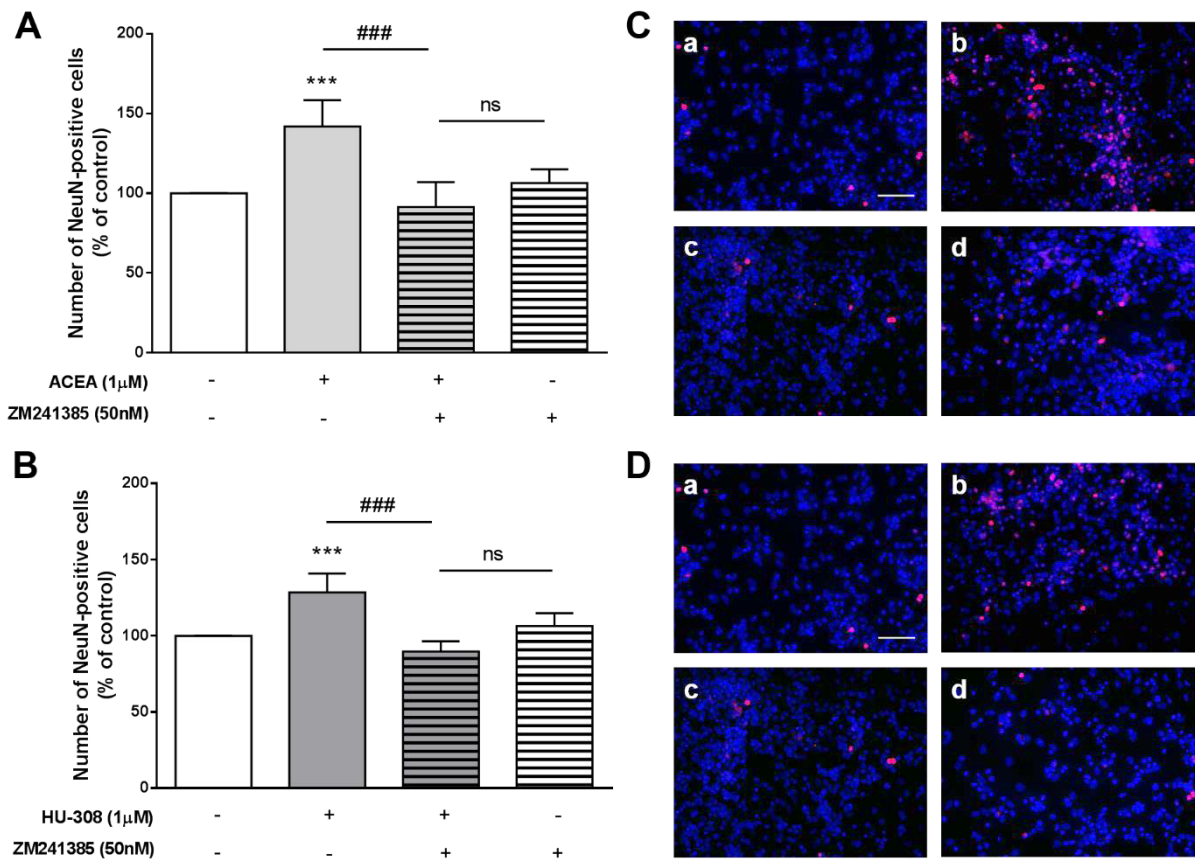 A
Number of NeuN-positive cells
(% of control)
200
150
100
50
0
###
***
ns
ACEA (1μM) - + + -
ZM241385 (50nM) - - + +
B
Number of NeuN-positive cells
(% of control)
200
150
100
50
0
###
***
ns
HU-308 (1μM) - + + -
ZM241385 (50nM) - - + +
C
a
b
c
d
D
a
b
c
d